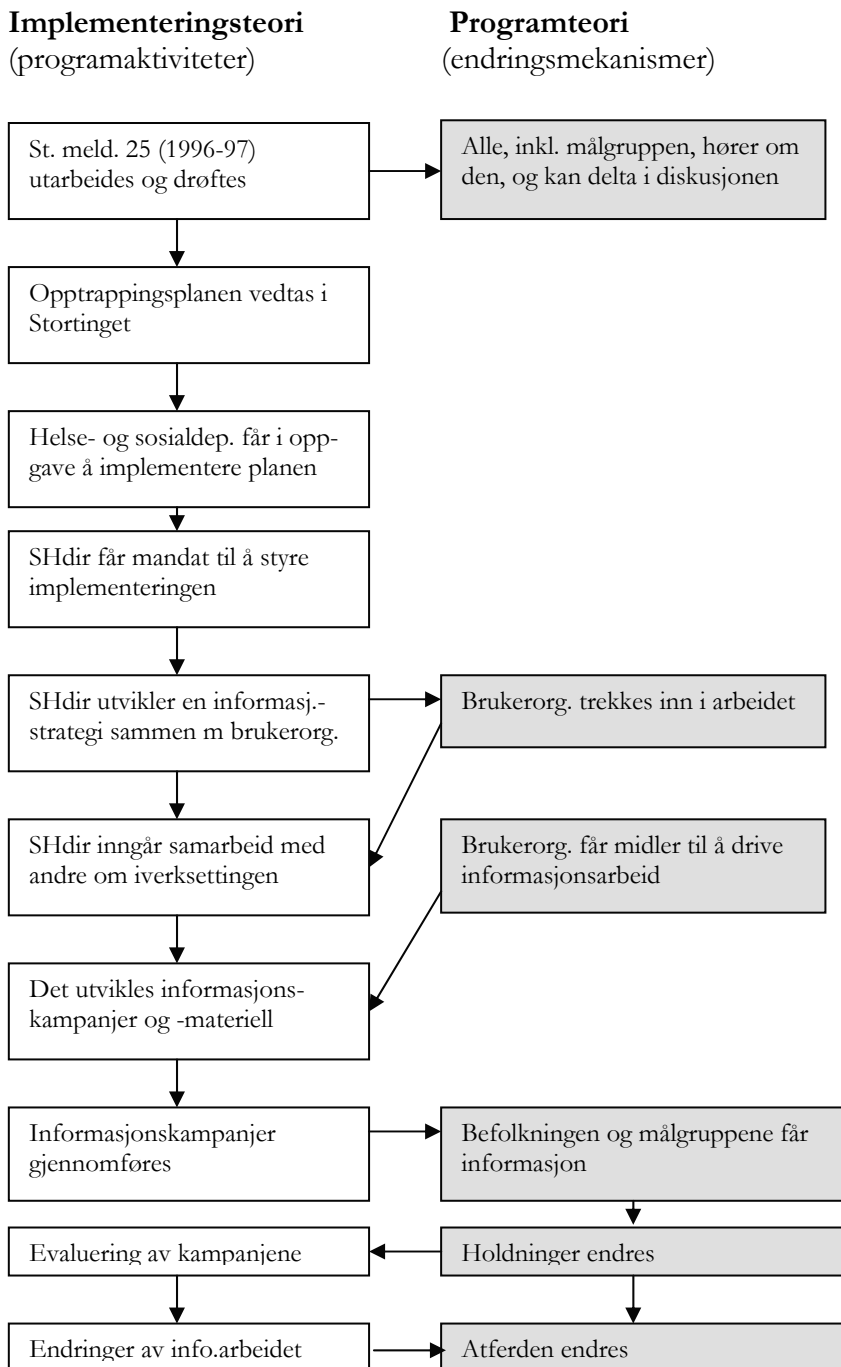 Implementeringsteori
(programaktiviteter)
Programteori
(endringsmekanismer)
St. meld. 25 (1996-97)
utarbeides og drøftes
Alle, inkl. målgruppen, hører om
den, og kan delta i diskusjonen
Opptrappingsplanen vedtas i
Stortinget
Helse- og sosialdep. får i opp-
gave å implementere planen
SHdir får mandat til å styre
implementeringen
SHdir utvikler en informasj.-
strategi sammen m brukerorg.
Brukerorg. trekkes inn i arbeidet
SHdir inngår samarbeid med
andre om iverksettingen
Brukerorg. får midler til å drive
informasjonsarbeid
Det utvikles informasjons-
kampanjer og -materiell
Informasjonskampanjer
gjennomføres
Befolkningen og målgruppene får
informasjon
Evaluering av kampanjene
Holdninger endres
Endringer av info.arbeidet
Atferden endres